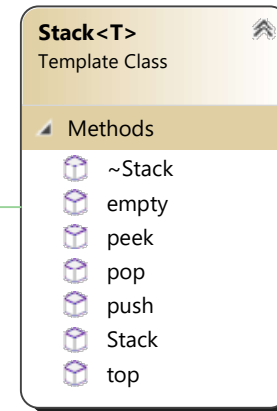 Stack<T>
Template Class
Methods
~Stack
empty
peek
pop
push
Stack
top